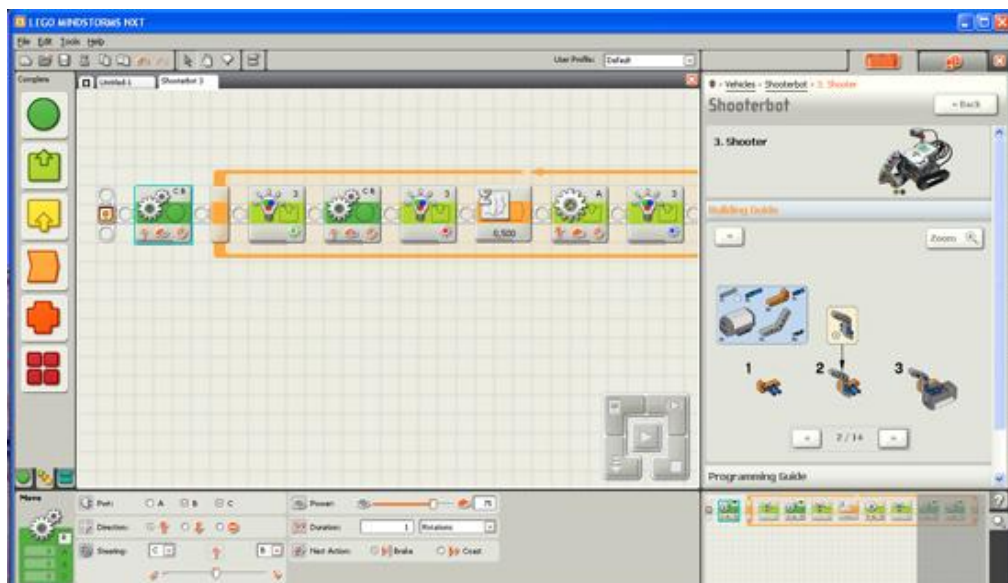 LEGO MINDSTORMS NXT
File Edit Tools Help
User Profile: Default
Complete
Untitled-1 Shooterbot 3
Vehicles - Shooterbot - 3. Shooter
Shooterbot
Back
3. Shooter
Building Guide
Zoom
C B 3 C B 3 A 3
0,500
1 2 3
2 / 14
Programming Guide
Move
Port: A B C
Power: 75
Direction:
Duration: 1 Rotations
Steering: C B
Next Action: Brake Coast